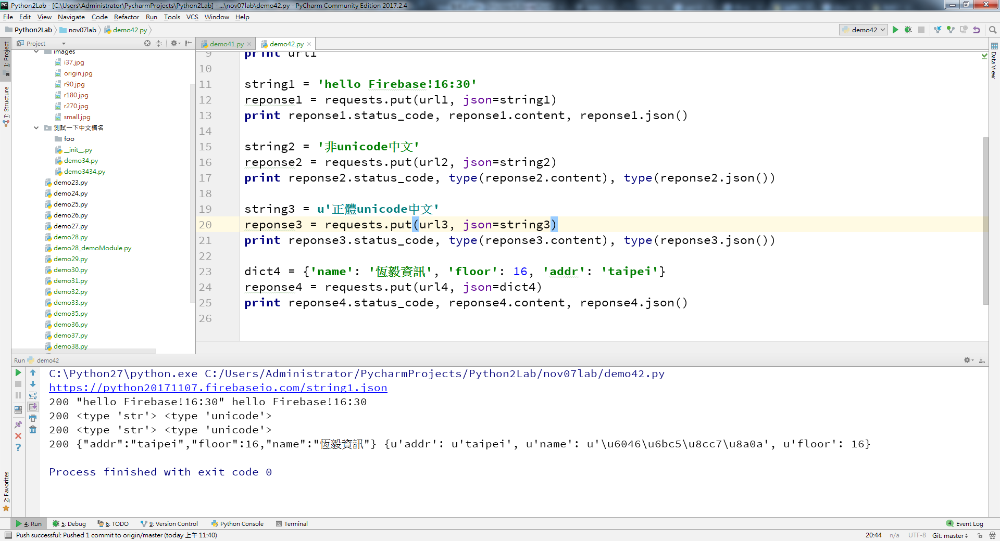 Python2Lab - [C:\Users\Administrator\PycharmProjects\Python2Lab] - ...\nov07lab\demo42.py - PyCharm Community Edition 2017.2.4
File Edit View Navigate Code Refactor Run Tools VCS Window Help
Python2Lab nov07lab demo42.py
demo42
1: Project
7: Structure
2: Favorites
Data View
Project
images
i37.jpg
origin.jpg
r90.jpg
r180.jpg
r270.jpg
small.jpg
測試一下中文檔名
foo
__init__.py
demo34.py
demo3434.py
demo23.py
demo24.py
demo25.py
demo26.py
demo27.py
demo28.py
demo28_demoModule.py
demo29.py
demo30.py
demo31.py
demo32.py
demo33.py
demo35.py
demo36.py
demo37.py
demo38.py
demo41.py demo42.py
9 print url1
10
11 string1 = 'hello Firebase!16:30'
12 reponse1 = requests.put(url1, json=string1)
13 print reponse1.status_code, reponse1.content, reponse1.json()
14
15 string2 = '非unicode中文'
16 reponse2 = requests.put(url2, json=string2)
17 print reponse2.status_code, type(reponse2.content), type(reponse2.json())
18
19 string3 = u'正體unicode中文'
20 reponse3 = requests.put(url3, json=string3)
21 print reponse3.status_code, type(reponse3.content), type(reponse3.json())
22
23 dict4 = {'name': '恆毅資訊', 'floor': 16, 'addr': 'taipei'}
24 reponse4 = requests.put(url4, json=dict4)
25 print reponse4.status_code, reponse4.content, reponse4.json()
26
Run demo42
C:\Python27\python.exe C:/Users/Administrator/PycharmProjects/Python2Lab/nov07lab/demo42.py
https://python20171107.firebaseio.com/string1.json
200 "hello Firebase!16:30" hello Firebase!16:30
200 <type 'str'> <type 'unicode'>
200 <type 'str'> <type 'unicode'>
200 {"addr":"taipei","floor":16,"name":"恆毅資訊"} {u'addr': u'taipei', u'name': u'\u6046\u6bc5\u8cc7\u8a0a', u'floor': 16}
Process finished with exit code 0
4: Run 5: Debug 6: TODO 9: Version Control Python Console Terminal 4 Event Log
Push successful: Pushed 1 commit to origin/master (today 上午 11:40) 20:44 n/a UTF-8 Git: master